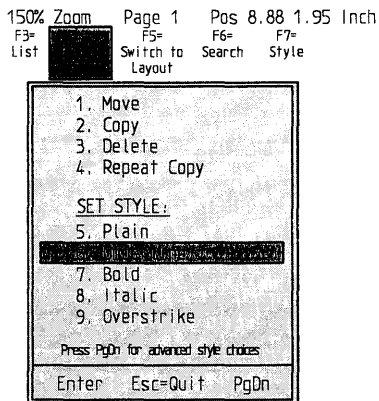 150% Zoom Page 1 Pos 8.88 1.95 Inch
F3= F5= F6= F7=
List Switch to Search Style
Layout
1. Move
2. Copy
3. Delete
4. Repeat Copy
SET STYLE:
5. Plain
7. Bold
8. Italic
9. Overstrike
Press PgDn for advanced style choices
Enter Esc=Quit PgDn